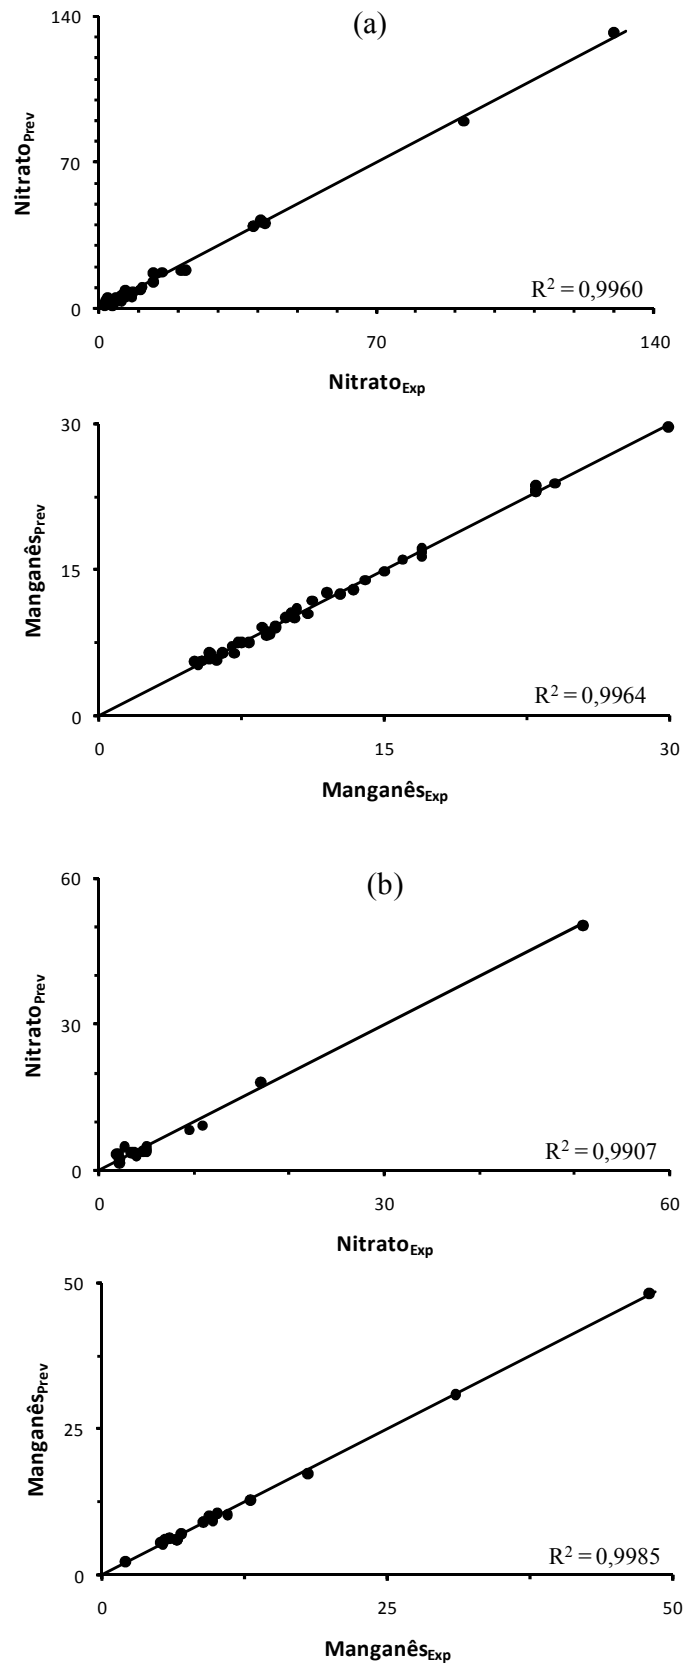 (a)
140
70
0
Nitrato_Prev
R² = 0,9960
0 70 140
Nitrato_Exp
30
15
0
Manganês_Prev
R² = 0,9964
0 15 30
Manganês_Exp
(b)
60
30
0
Nitrato_Prev
R² = 0,9907
0 30 60
Nitrato_Exp
50
25
0
Manganês_Prev
R² = 0,9985
0 25 50
Manganês_Exp